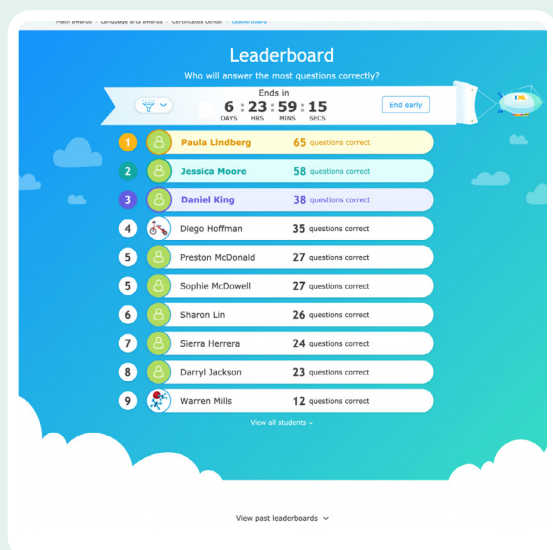 Math awards Language arts awards Certificates center Leaderboard
Leaderboard
Who will answer the most questions correctly?
Ends in
6 : 23 : 59 : 15
DAYS HRS MINS SECS
End early
IXL
1 Paula Lindberg 65 questions correct
2 Jessica Moore 58 questions correct
3 Daniel King 38 questions correct
4 Diego Hoffman 35 questions correct
5 Preston McDonald 27 questions correct
5 Sophie McDowell 27 questions correct
6 Sharon Lin 26 questions correct
7 Sierra Herrera 24 questions correct
8 Darryl Jackson 23 questions correct
9 Warren Mills 12 questions correct
View all students
View past leaderboards